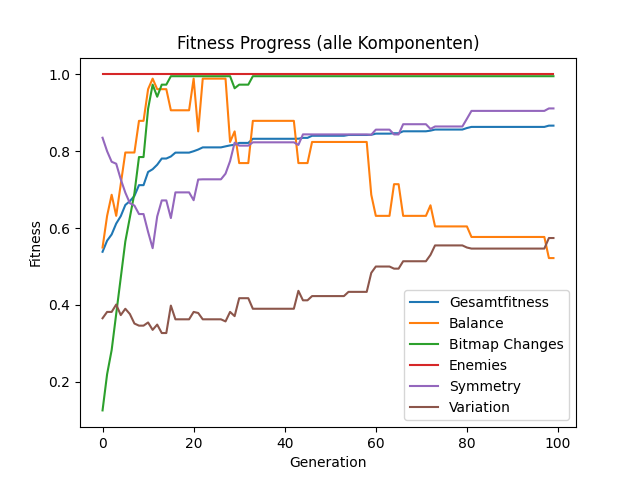 Fitness Progress (alle Komponenten)
Fitness
1.0
0.8
0.6
0.4
0.2
0
20
40
60
80
100
Generation
Gesamtfitness
Balance
Bitmap Changes
Enemies
Symmetry
Variation